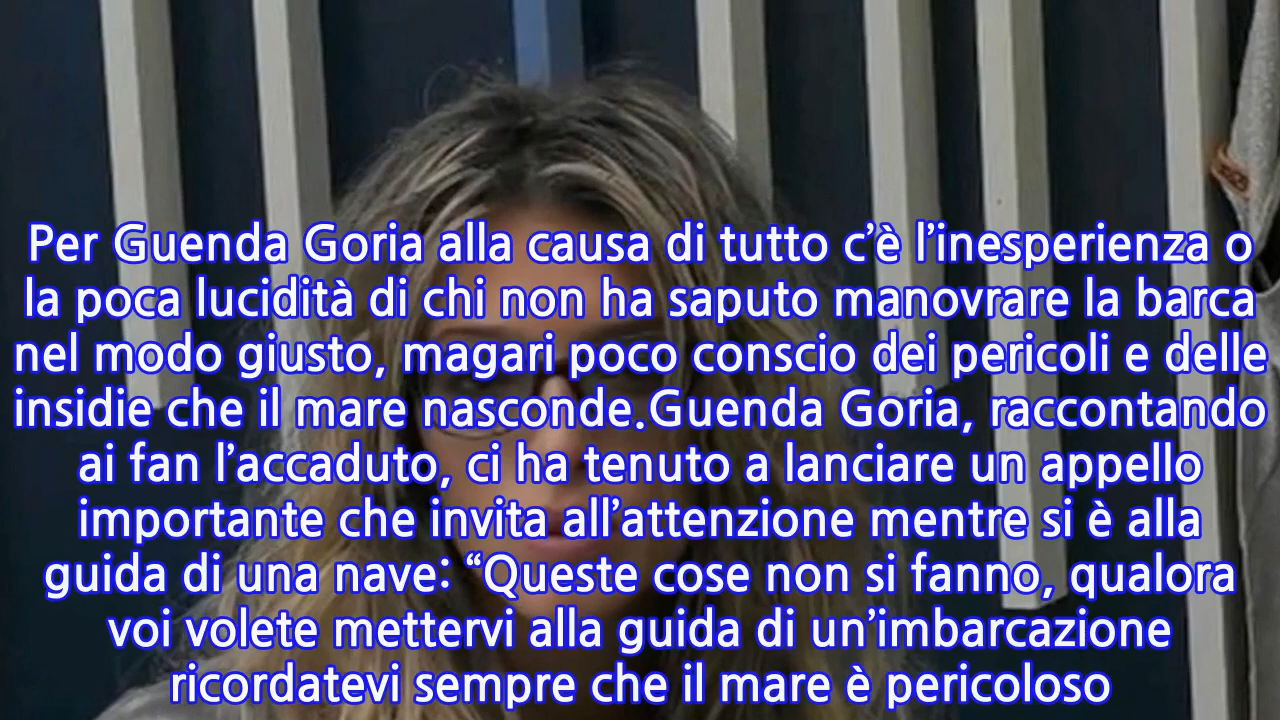 Per Guenda Goria alla causa di tutto c’è l’inesperienza o
la poca lucidità di chi non ha saputo manovrare la barca
nel modo giusto, magari poco conscio dei pericoli e delle
insidie che il mare nasconde.Guenda Goria, raccontando
ai fan l’accaduto, ci ha tenuto a lanciare un appello
importante che invita all’attenzione mentre si è alla
guida di una nave: “Queste cose non si fanno, qualora
voi volete mettervi alla guida di un’imbarcazione
ricordatevi sempre che il mare è pericoloso